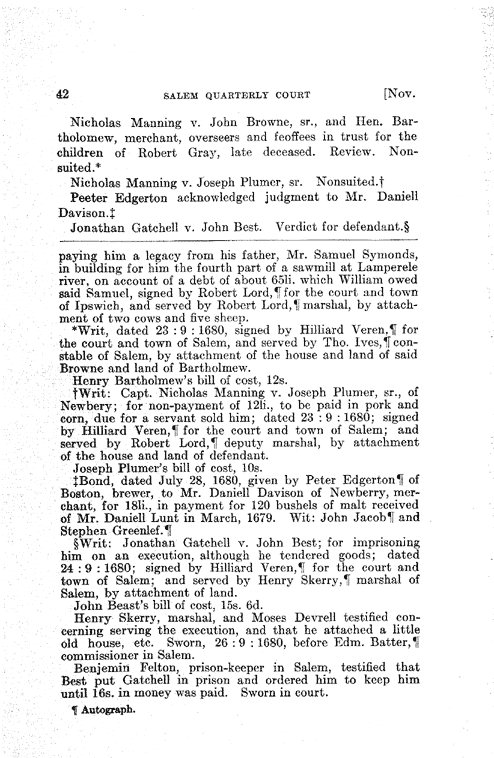 42 SALEM QUARTERLY COURT [Nov.
Nicholas Manning v. John Browne, sr., and Hen. Bar-
tholomew, merchant, overseers and feoffees in trust for the
children of Robert Gray, late deceased. Review. Non-
suited.*
Nicholas Manning v. Joseph Plumer, sr. Nonsuited.†
Peeter Edgerton acknowledged judgment to Mr. Daniell
Davison.‡
Jonathan Gatchell v. John Best. Verdict for defendant.§
paying him a legacy from his father, Mr. Samuel Symonds,
in building for him the fourth part of a sawmill at Lamperele
river, on account of a debt of about 65li. which William owed
said Samuel, signed by Robert Lord,¶ for the court and town
of Ipswich, and served by Robert Lord,¶ marshal, by attach-
ment of two cows and five sheep.
*Writ, dated 23 : 9 : 1680, signed by Hilliard Veren,¶ for
the court and town of Salem, and served by Tho. Ives,¶ con-
stable of Salem, by attachment of the house and land of said
Browne and land of Bartholmew.
Henry Bartholmew's bill of cost, 12s.
†Writ: Capt. Nicholas Manning v. Joseph Plumer, sr., of
Newbery; for non-payment of 12li., to be paid in pork and
corn, due for a servant sold him; dated 23 : 9 : 1680; signed
by Hilliard Veren,¶ for the court and town of Salem; and
served by Robert Lord,¶ deputy marshal, by attachment
of the house and land of defendant.
Joseph Plumer's bill of cost, 10s.
‡Bond, dated July 28, 1680, given by Peter Edgerton¶ of
Boston, brewer, to Mr. Daniell Davison of Newberry, mer-
chant, for 18li., in payment for 120 bushels of malt received
of Mr. Daniell Lunt in March, 1679. Wit: John Jacob¶ and
Stephen Greenlef.¶
§Writ: Jonathan Gatchell v. John Best; for imprisoning
him on an execution, although he tendered goods; dated
24 : 9 : 1680; signed by Hilliard Veren,¶ for the court and
town of Salem; and served by Henry Skerry,¶ marshal of
Salem, by attachment of land.
John Beast's bill of cost, 15s. 6d.
Henry Skerry, marshal, and Moses Devrell testified con-
cerning serving the execution, and that he attached a little
old house, etc. Sworn, 26 : 9 : 1680, before Edm. Batter,¶
commissioner in Salem.
Benjemin Felton, prison-keeper in Salem, testified that
Best put Gatchell in prison and ordered him to keep him
until 16s. in money was paid. Sworn in court.
¶ Autograph.